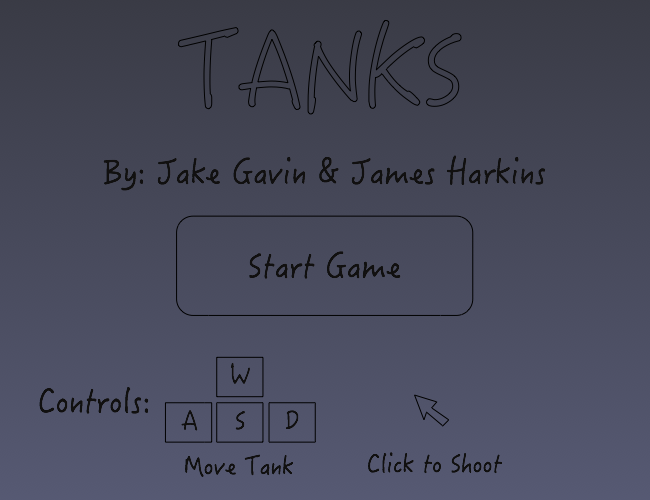 TANKS
By: Jake Gavin & James Harkins
Start Game
W
Controls: A S D
Move Tank
Click to Shoot